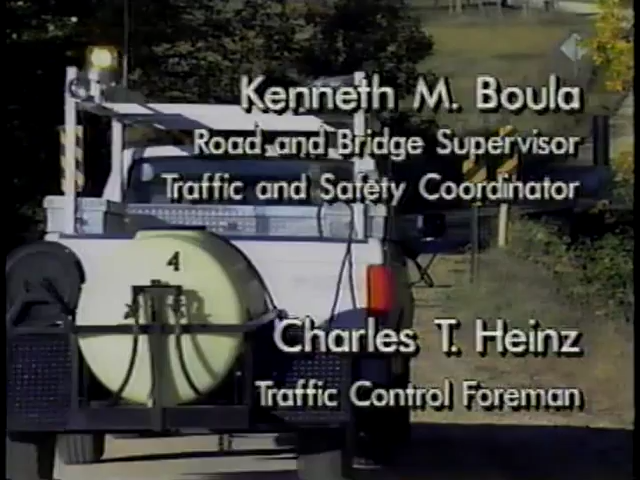 Kenneth M. Boula
Road and Bridge Supervisor
Traffic and Safety Coordinator
4
Charles T. Heinz
Traffic Control Foreman